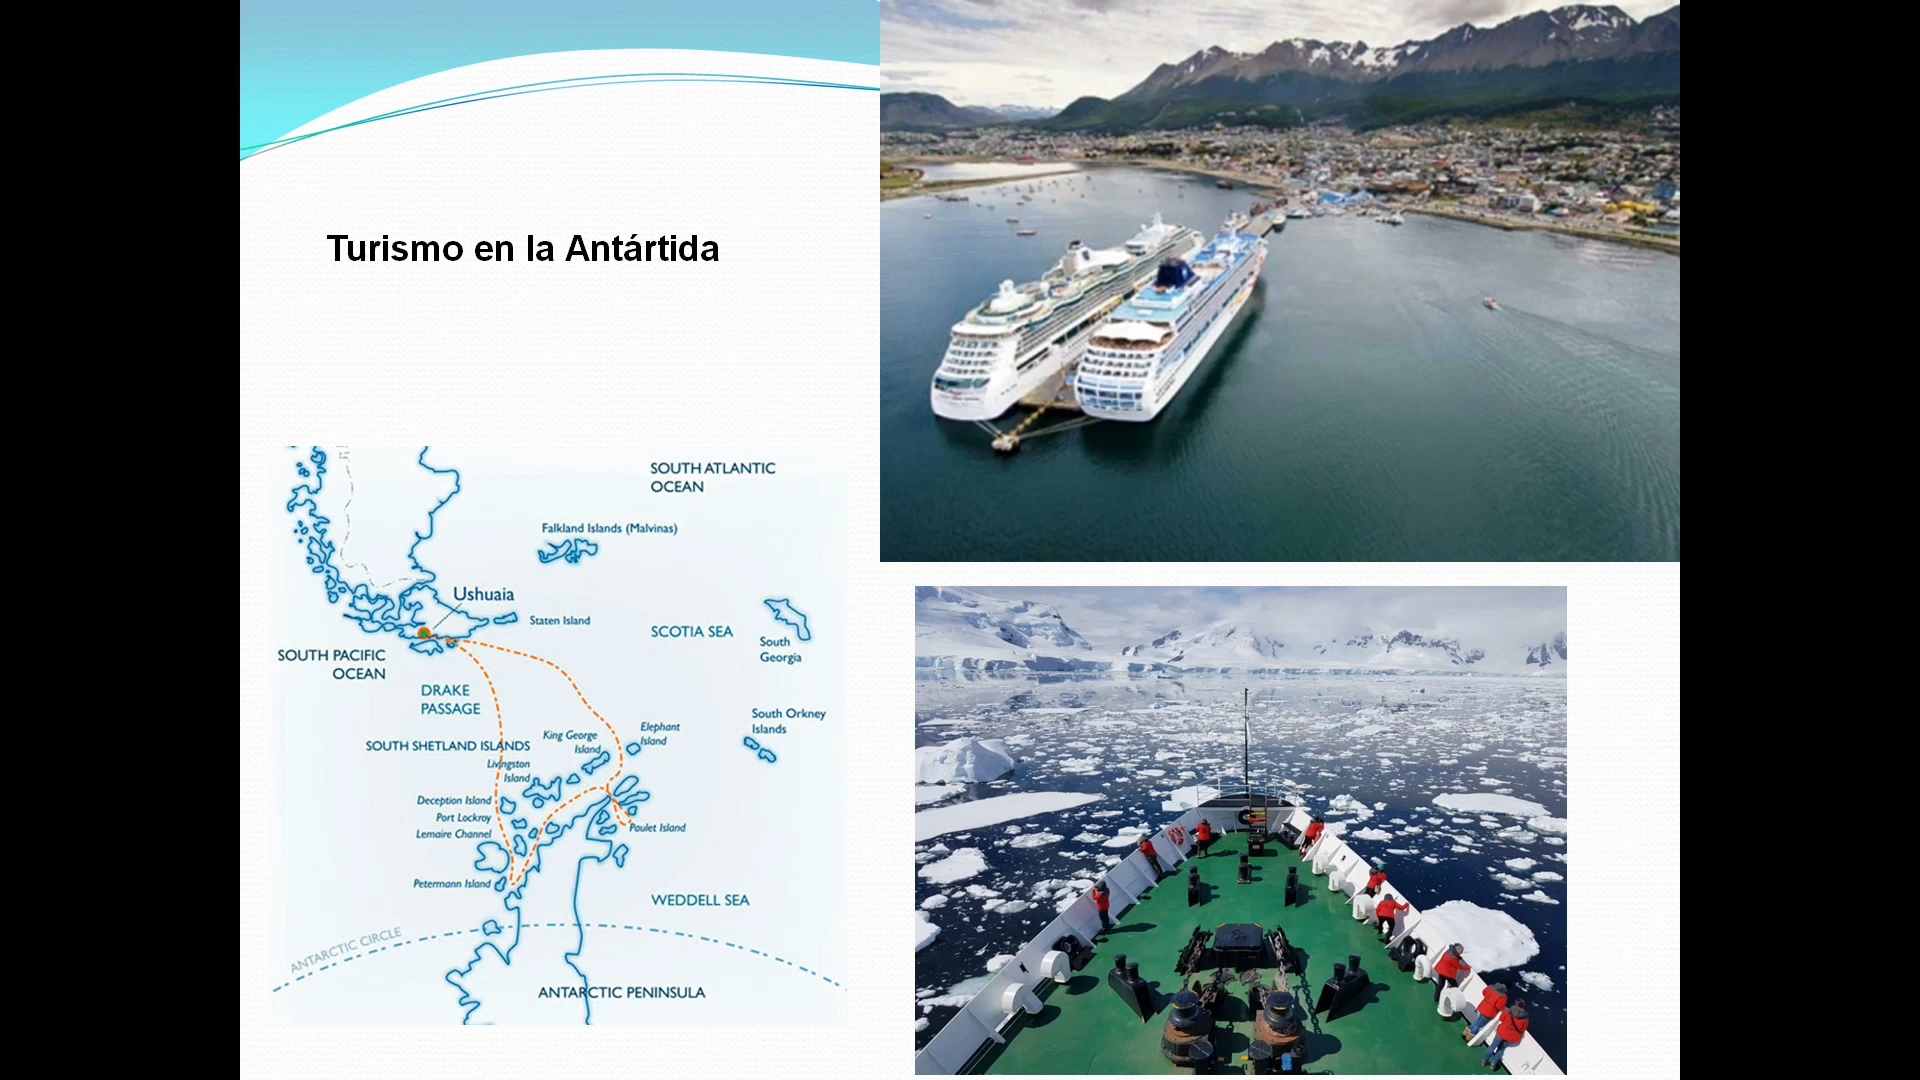 Turismo en la Antártida
SOUTH ATLANTIC
OCEAN
Falkland Islands (Malvinas)
Ushuaia
Staten Island
SCOTIA SEA
South
Georgia
SOUTH PACIFIC
OCEAN
DRAKE
PASSAGE
South Orkney
Islands
Elephant
Island
King George
Island
SOUTH SHETLAND ISLANDS
Livingston
Island
Deception Island
Port Lockroy
Lemaire Channel
Paulet Island
Petermann Island
WEDDELL SEA
ANTARCTIC CIRCLE
ANTARCTIC PENINSULA